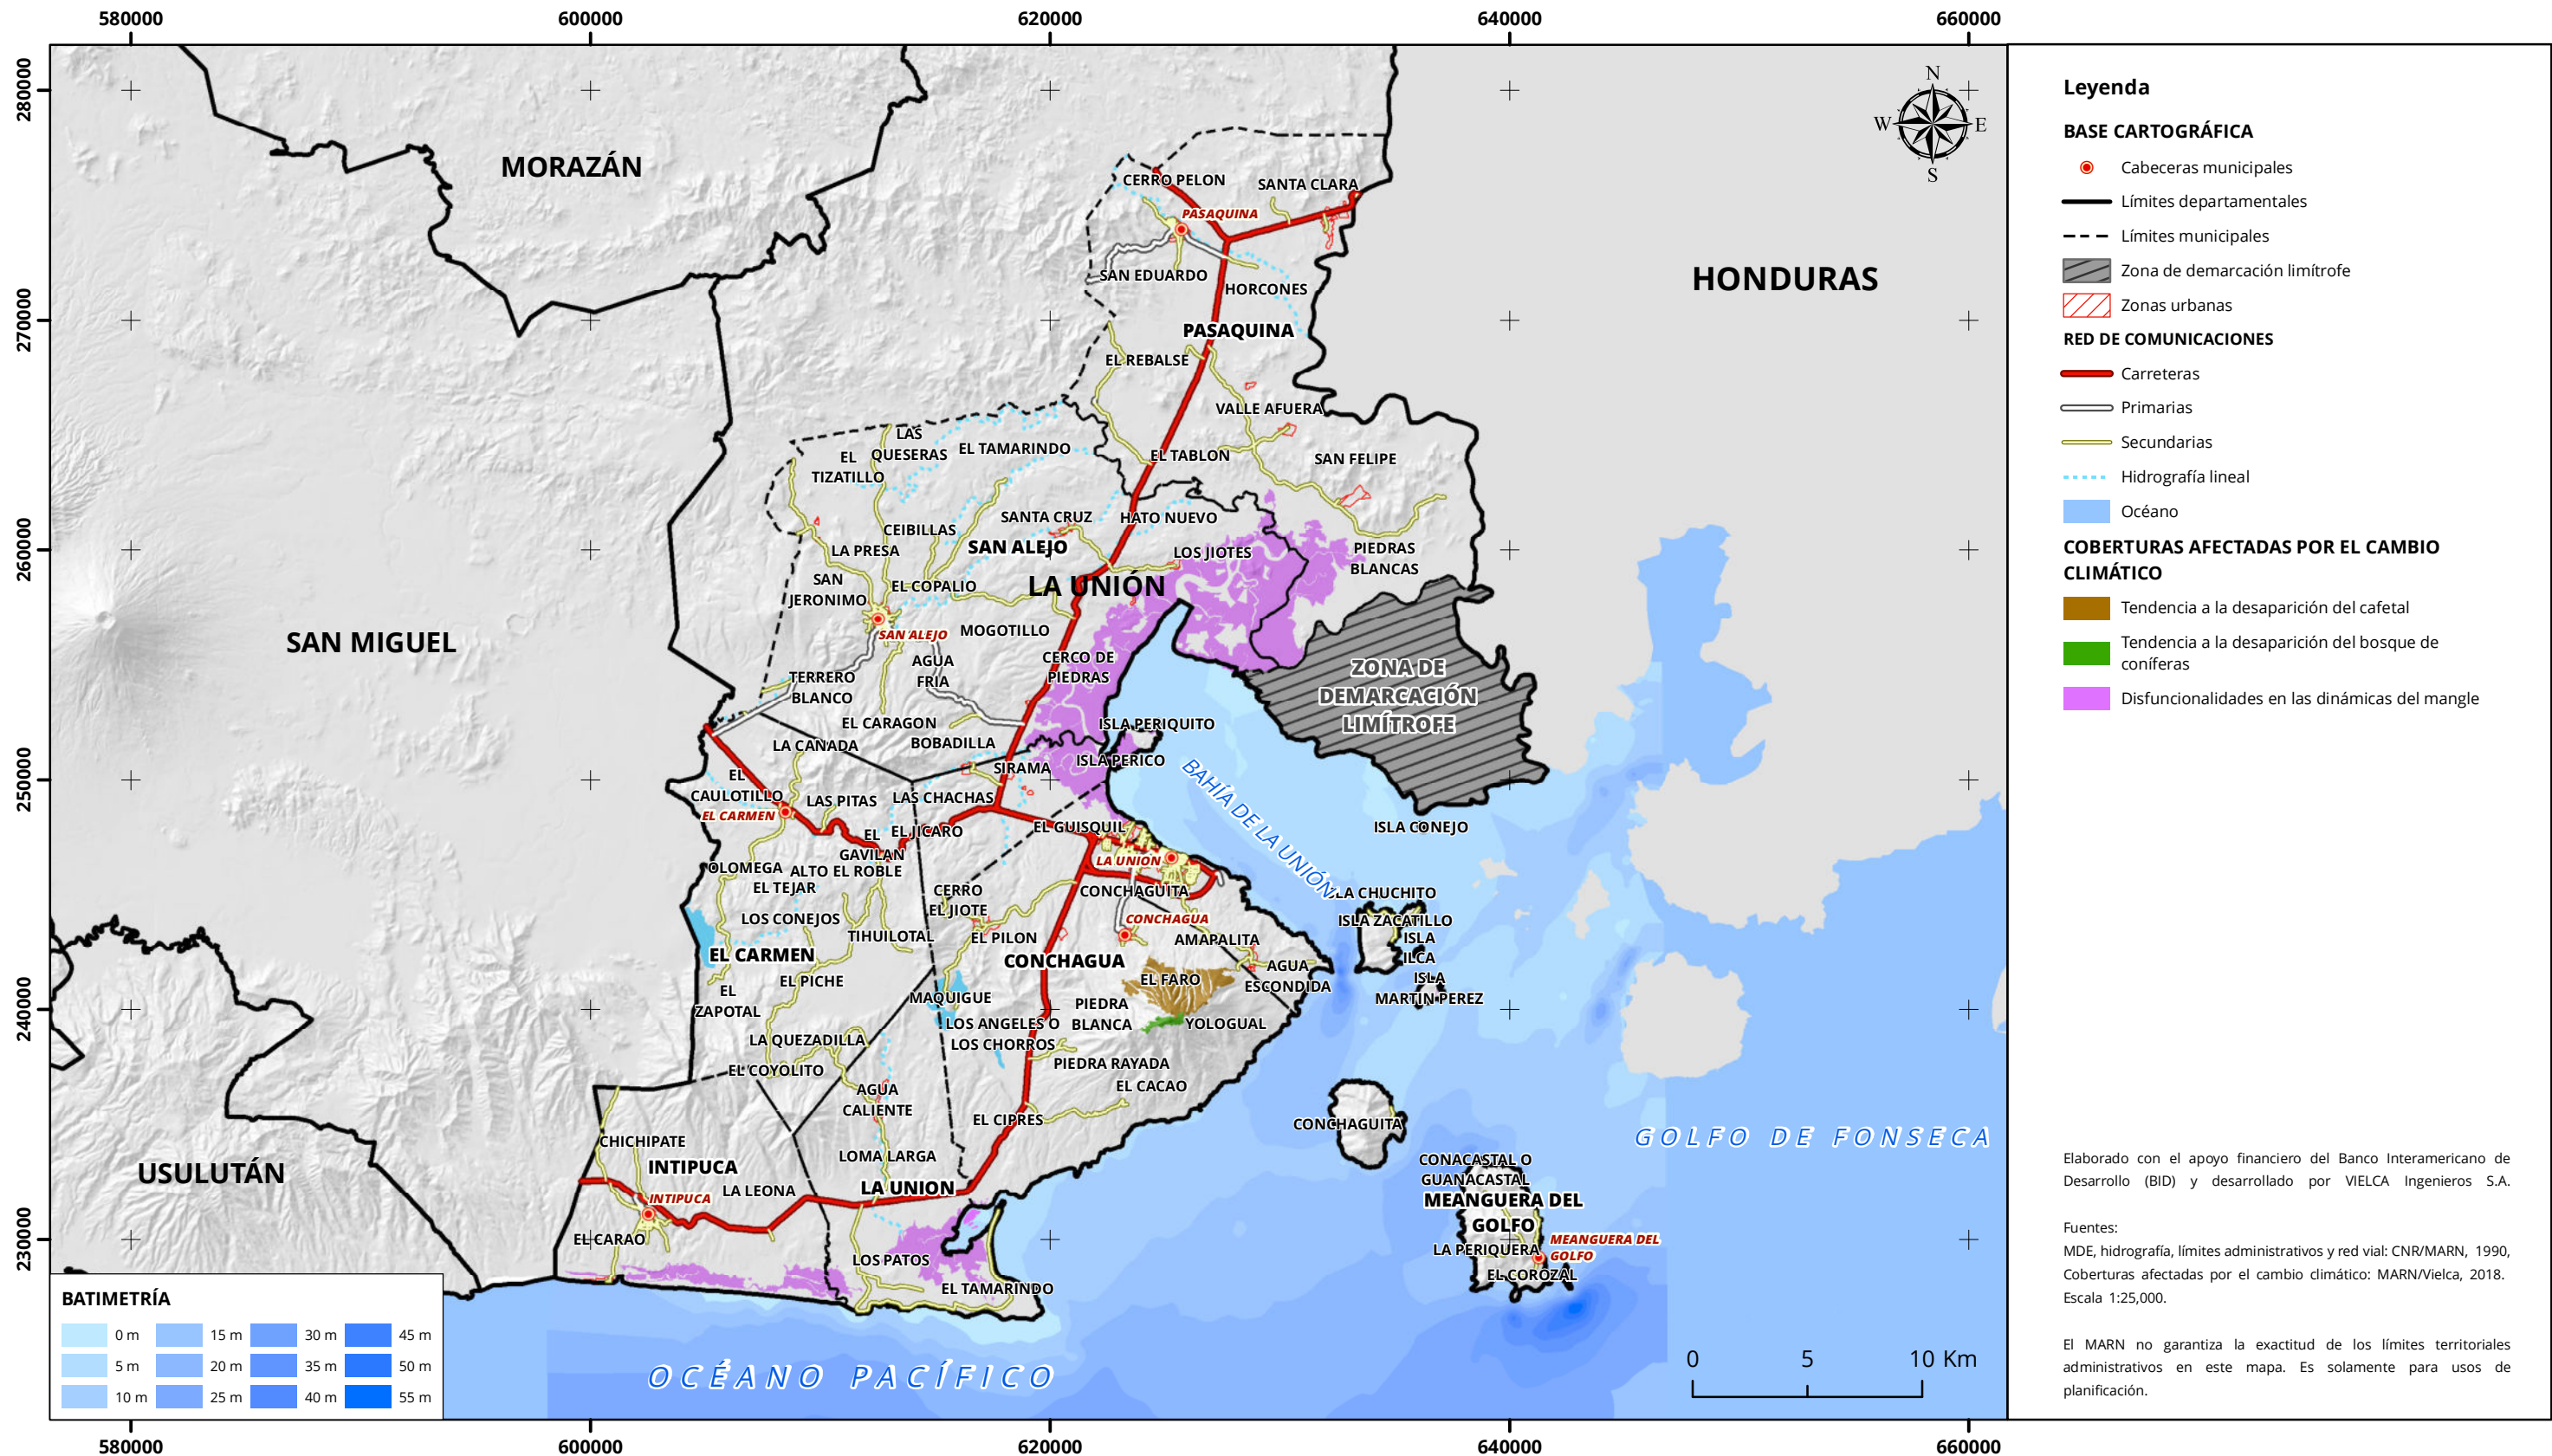 580000
600000
620000
640000
660000
280000
270000
260000
250000
240000
230000
MORAZÁN
SAN MIGUEL
USULUTÁN
HONDURAS
LA UNIÓN
N
W
E
S
CERRO PELON
SANTA CLARA
PASAQUINA
SAN EDUARDO
HORCONES
PASAQUINA
EL REBALSE
VALLE AFUERA
EL TABLON
SAN FELIPE
LAS
QUESERAS
EL TAMARINDO
EL
TIZATILLO
CEIBILLAS
SANTA CRUZ
HATO NUEVO
LA PRESA
SAN ALEJO
LOS JIOTES
PIEDRAS
BLANCAS
SAN
JERONIMO
EL COPALIO
SAN ALEJO
MOGOTILLO
AGUA
FRIA
CERCO DE
PIEDRAS
TERRERO
BLANCO
EL CARAGON
BOBADILLA
ISLA PERIQUITO
ISLA PERICO
ZONA DE
DEMARCACIÓN
LIMÍTROFE
LA CAÑADA
SIRAMA
EL
CAULOTILLO
LAS PITAS
LAS CHACHAS
EL CARMEN
EL JICARO
EL
GAVILAN
EL GUISQUIL
BAHÍA DE LA UNIÓN
ISLA CONEJO
LA UNION
OLOMEGA
ALTO EL ROBLE
EL TEJAR
CERRO
EL JIOTE
CONCHAGUITA
ISLA CHUCHITO
LOS CONEJOS
CONCHAGUA
ISLA ZACATILLO
TIHUILOTAL
EL PILON
AMAPALITA
ISLA
ILCA
EL CARMEN
CONCHAGUA
AGUA
ESCONDIDA
EL PICHE
EL FARO
ISLA
MARTIN PEREZ
EL
ZAPOTAL
MAQUIGUE
PIEDRA
BLANCA
LOS ANGELES O
LOS CHORROS
YOLOGUAL
LA QUEZADILLA
PIEDRA RAYADA
EL COYOLITO
EL CACAO
AGUA
CALIENTE
EL CIPRES
CONCHAGUITA
CHICHIPATE
LOMA LARGA
INTIPUCA
LA LEONA
LA UNION
INTIPUCA
EL CARAO
LOS PATOS
EL TAMARINDO
CONACASTAL O
GUANACASTAL
MEANGUERA DEL
GOLFO
MEANGUERA DEL
GOLFO
LA PERIQUERA
EL COROZAL
GOLFO DE FONSECA
OCÉANO PACÍFICO
0 5 10 Km
BATIMETRÍA
0 m 15 m 30 m 45 m
5 m 20 m 35 m 50 m
10 m 25 m 40 m 55 m
580000
600000
620000
640000
660000
Leyenda
BASE CARTOGRÁFICA
Cabeceras municipales
Límites departamentales
Límites municipales
Zona de demarcación limítrofe
Zonas urbanas
RED DE COMUNICACIONES
Carreteras
Primarias
Secundarias
Hidrografía lineal
Océano
COBERTURAS AFECTADAS POR EL CAMBIO
CLIMÁTICO
Tendencia a la desaparición del cafetal
Tendencia a la desaparición del bosque de
coníferas
Disfuncionalidades en las dinámicas del mangle
Elaborado con el apoyo financiero del Banco Interamericano de
Desarrollo (BID) y desarrollado por VIELCA Ingenieros S.A.
Fuentes:
MDE, hidrografía, límites administrativos y red vial: CNR/MARN, 1990,
Coberturas afectadas por el cambio climático: MARN/Vielca, 2018.
Escala 1:25,000.
El MARN no garantiza la exactitud de los límites territoriales
administrativos en este mapa. Es solamente para usos de
planificación.